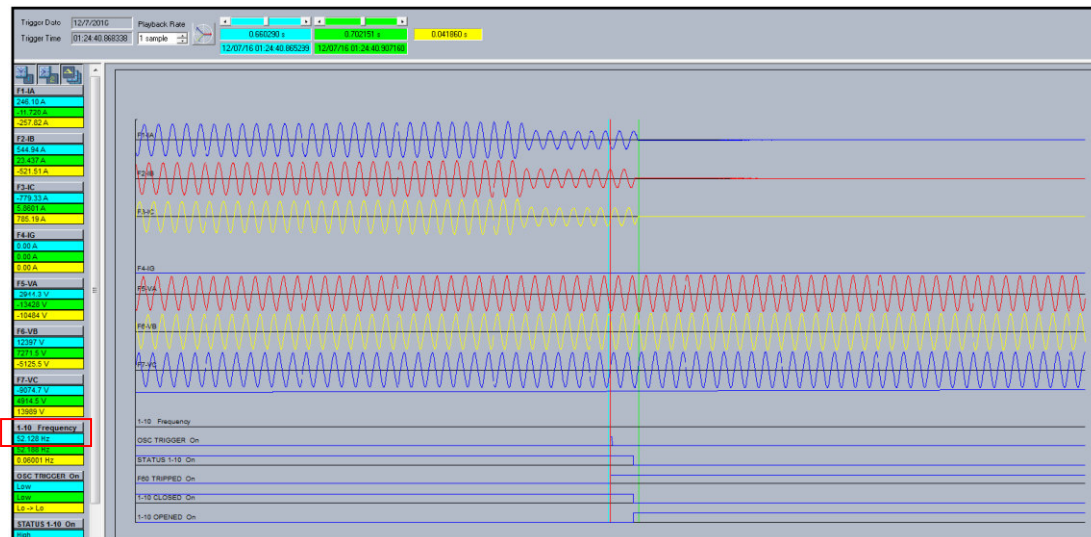 Trigger Date 12/7/2016 Playback Rate
Trigger Time 01:24:40.868338 1 sample
0.660290 s 0.702151 s 0.041860 s
12/07/16 01:24:40.865299 12/07/16 01:24:40.907160
F1-IA
246.10 A
-11.720 A
-257.82 A
F2-IB
544.94 A
23.437 A
-521.51 A
F3-IC
-779.33 A
5.8601 A
785.19 A
F4-IG
0.00 A
0.00 A
0.00 A
F5-VA
-13428 V
-10484 V
F6-VB
12397 V
7271.5 V
-5125.5 V
F7-VC
-9074.7 V
4914.5 V
13989 V
1-10 Frequency
52.128 Hz
52.188 Hz
0.06001 Hz
OSC TRIGGER On
Low
Low
Lo -> Lo
STATUS 1-10 On
High
F1-IA
F2-IB
F3-IC
F4-IG
F5-VA
F6-VB
F7-VC
1-10 Frequency
OSC TRIGGER On
STATUS 1-10 On
F60 TRIPPED On
1-10 CLOSED On
1-10 OPENED On